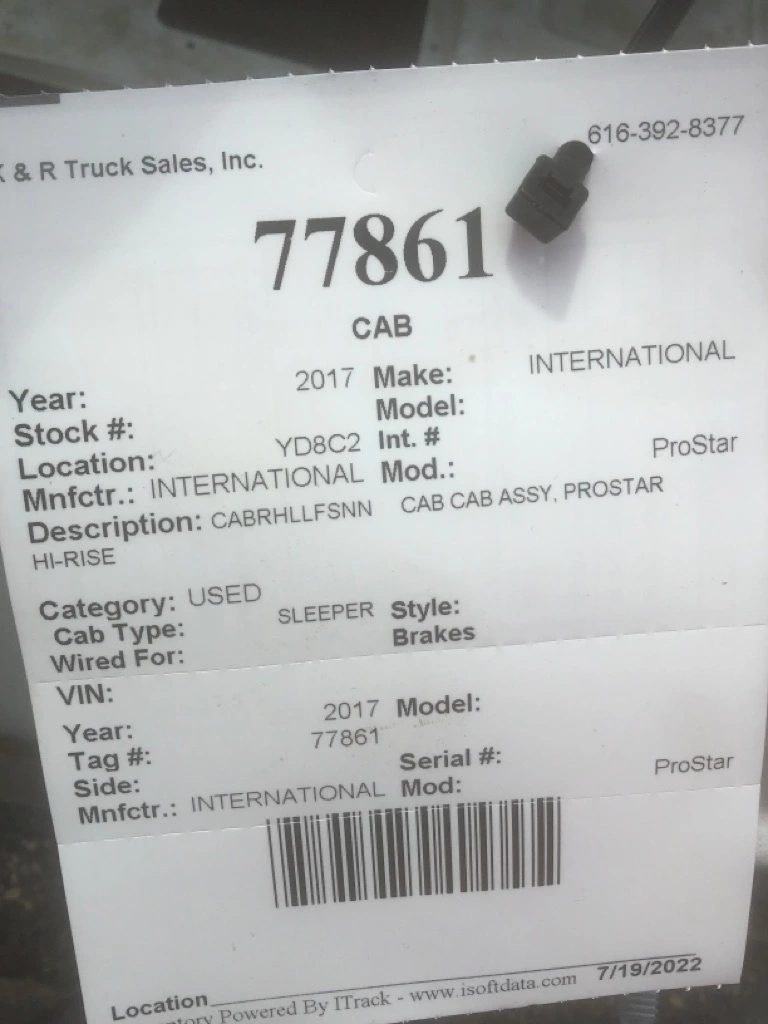 & R Truck Sales, Inc. 616-392-8377
77861
CAB
Year: 2017 Make: INTERNATIONAL
Stock #: Model:
Location: YD8C2 Int. #
Mnfctr.: INTERNATIONAL Mod.: ProStar
Description: CABRHLLFSNN CAB CAB ASSY, PROSTAR
HI-RISE
Category: USED
Cab Type: SLEEPER Style:
Wired For: Brakes
VIN:
Year: 2017 Model:
Tag #: 77861
Side: Serial #:
Mnfctr.: INTERNATIONAL Mod: ProStar
Location
Powered By ITrack - www.isoftdata.com 7/19/2022